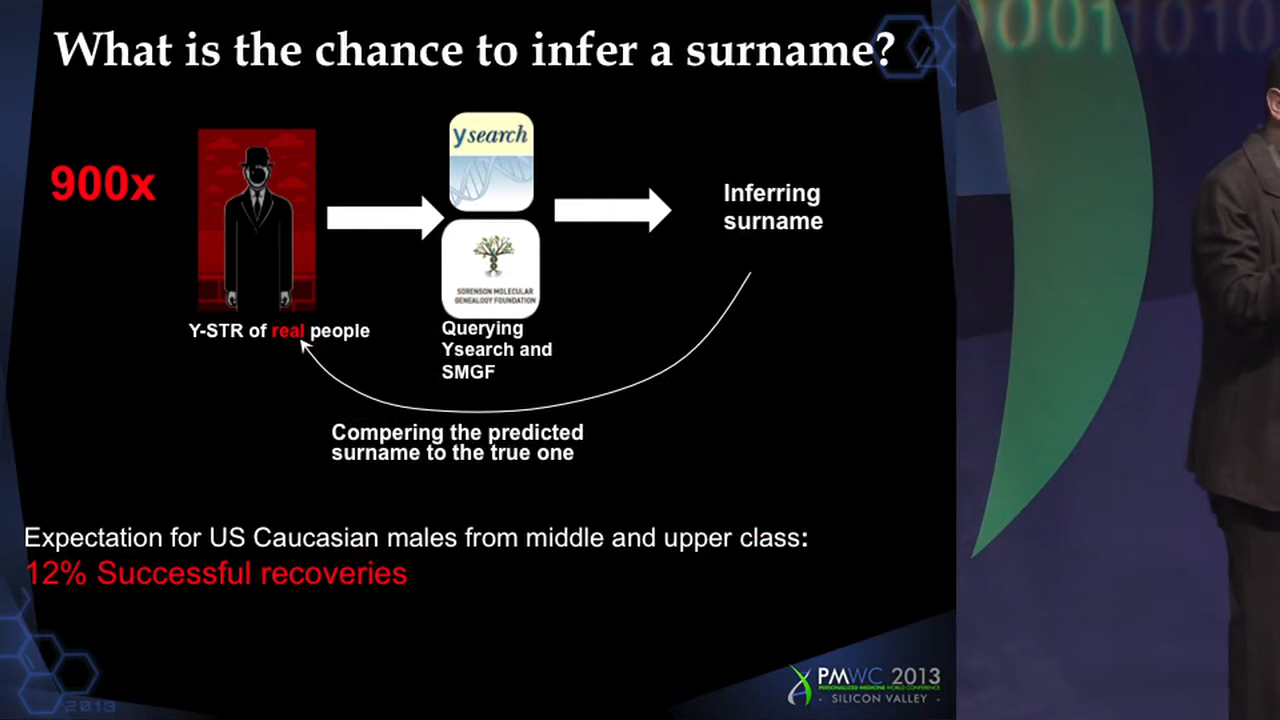 What is the chance to infer a surname?
900x
ysearch
SORENSON MOLECULAR
GENEALOGY FOUNDATION
Inferring
surname
Y-STR of real people
Querying
Ysearch and
SMGF
Compering the predicted
surname to the true one
Expectation for US Caucasian males from middle and upper class:
12% Successful recoveries
PMWC 2013
PERSONALIZED MEDICINE WORLD CONFERENCE
- SILICON VALLEY -
2013
00011010